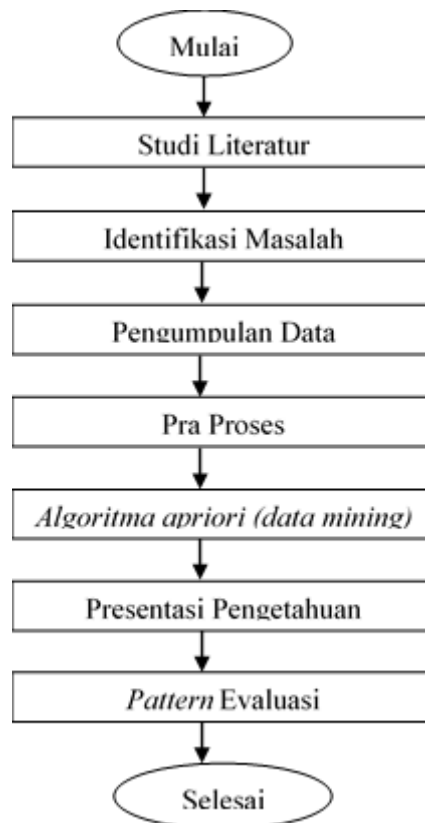 Mulai
Studi Literatur
Identifikasi Masalah
Pengumpulan Data
Pra Proses
Algoritma apriori (data mining)
Presentasi Pengetahuan
Pattern Evaluasi
Selesai